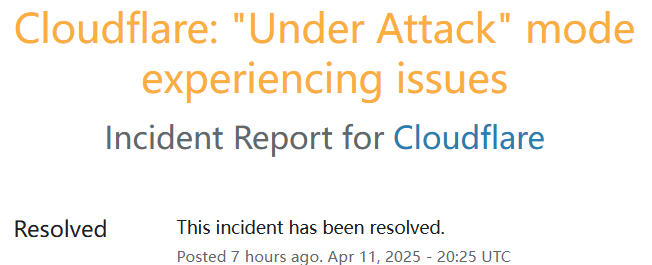 Cloudflare: "Under Attack" mode
experiencing issues
Incident Report for Cloudflare
Resolved
This incident has been resolved.
Posted 7 hours ago. Apr 11, 2025 - 20:25 UTC